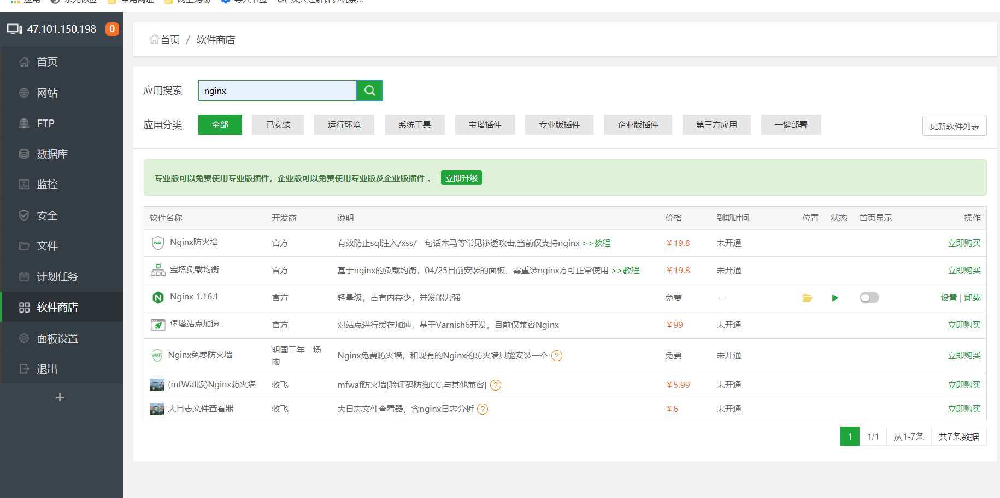 应用
常用网址
网上购物
导入书签
47.101.150.198 0
首页
网站
FTP
数据库
监控
安全
文件
计划任务
软件商店
面板设置
退出
+
首页 / 软件商店
应用搜索 nginx
应用分类 全部 已安装 运行环境 系统工具 宝塔插件 专业版插件 企业版插件 第三方应用 一键部署 更新软件列表
专业版可以免费使用专业版插件，企业版可以免费使用专业版及企业版插件 。 立即升级
软件名称 开发商 说明 价格 到期时间 位置 状态 首页显示 操作
WAF Nginx防火墙 官方 有效防止sql注入/xss/一句话木马等常见渗透攻击,当前仅支持nginx >>教程 ¥19.8 未开通 立即购买
宝塔负载均衡 官方 基于nginx的负载均衡，04/25日前安装的面板，需重装nginx方可正常使用 >>教程 ¥19.8 未开通 立即购买
N Nginx 1.16.1 官方 轻量级，占有内存少，并发能力强 免费 -- 设置 | 卸载
堡塔站点加速 官方 对站点进行缓存加速，基于Varnish6开发，目前仅兼容Nginx ¥99 未开通 立即购买
WAF Nginx免费防火墙 明国三年一场雨 Nginx免费防火墙，和现有的Nginx的防火墙只能安装一个 ? 免费 未开通 立即购买
(mfWaf版)Nginx防火墙 牧飞 mfwaf防火墙[验证码防御CC,与其他兼容] ? ¥5.99 未开通 立即购买
大日志文件查看器 牧飞 大日志文件查看器，含nginx日志分析 ? ¥6 未开通 立即购买
1 1/1 从1-7条 共7条数据